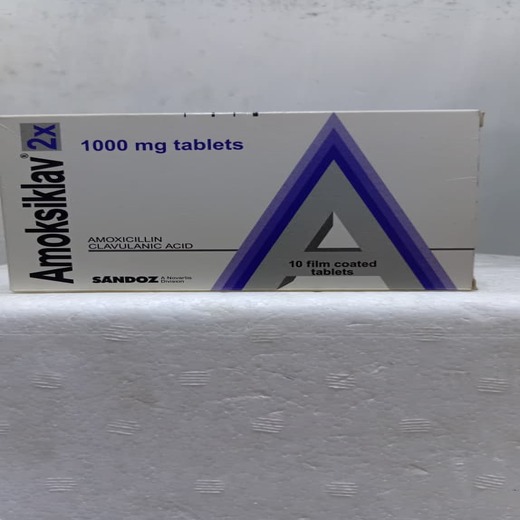 Amoksiklav® 2x
1000 mg tablets
AMOXICILLIN
CLAVULANIC ACID
SANDOZ A Novartis
Division
10 film coated
tablets